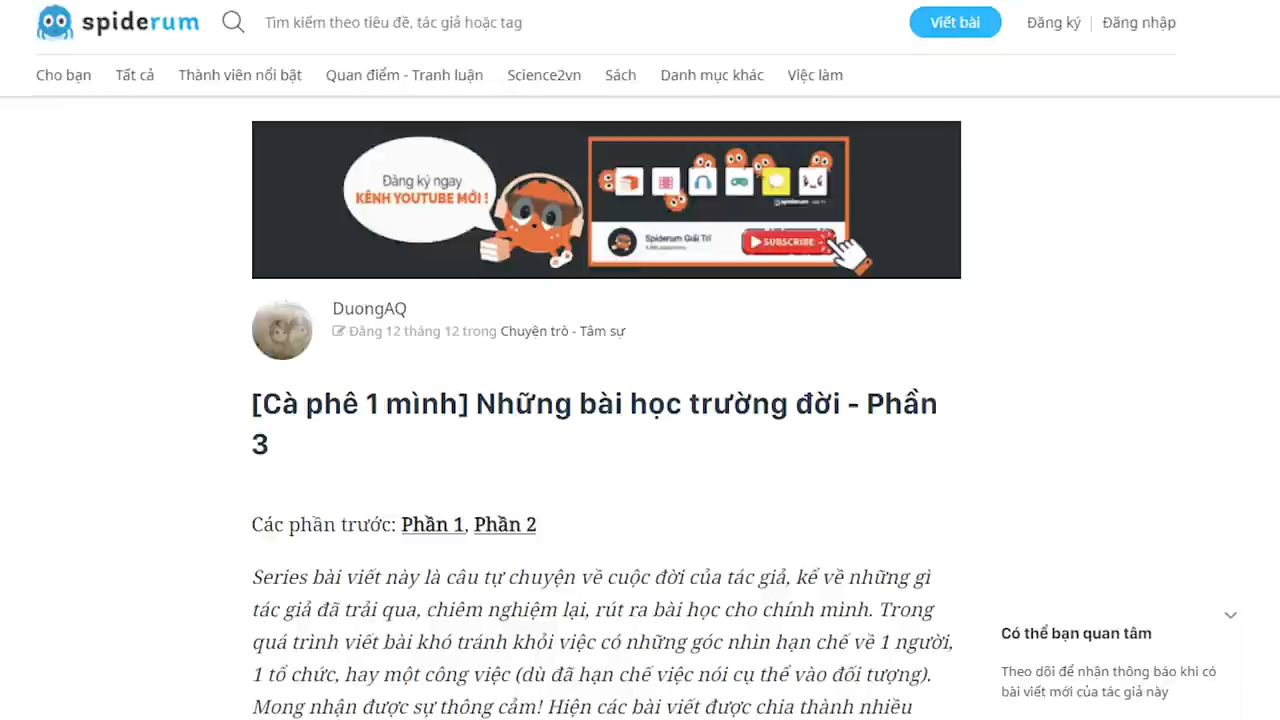 spiderum
Tìm kiếm theo tiêu đề, tác giả hoặc tag
Viết bài
Đăng ký
Đăng nhập
Cho bạn
Tất cả
Thành viên nổi bật
Quan điểm - Tranh luận
Science2vn
Sách
Danh mục khác
Việc làm
Đăng ký ngay
KÊNH YOUTUBE MỚI !
spiderum
Spiderum Giải Trí
SUBSCRIBE
DuongAQ
Đăng 12 tháng 12 trong Chuyện trò - Tâm sự
[Cà phê 1 mình] Những bài học trường đời - Phần
3
Các phần trước: Phần 1, Phần 2
Series bài viết này là câu tự chuyện về cuộc đời của tác giả, kể về những gì
tác giả đã trải qua, chiêm nghiệm lại, rút ra bài học cho chính mình. Trong
quá trình viết bài khó tránh khỏi việc có những góc nhìn hạn chế về 1 người,
1 tổ chức, hay một công việc (dù đã hạn chế việc nói cụ thể vào đối tượng).
Mong nhận được sự thông cảm! Hiện các bài viết được chia thành nhiều
Có thể bạn quan tâm
Theo dõi để nhận thông báo khi có
bài viết mới của tác giả này